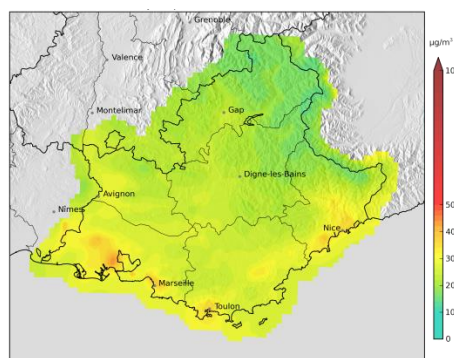 Grenoble
µg/m³
Valence
Montelimar
Gap
Digne-les-Bains
Avignon
Nîmes
Nice
Marseille
Toulon
10
50
40
30
20
10
0